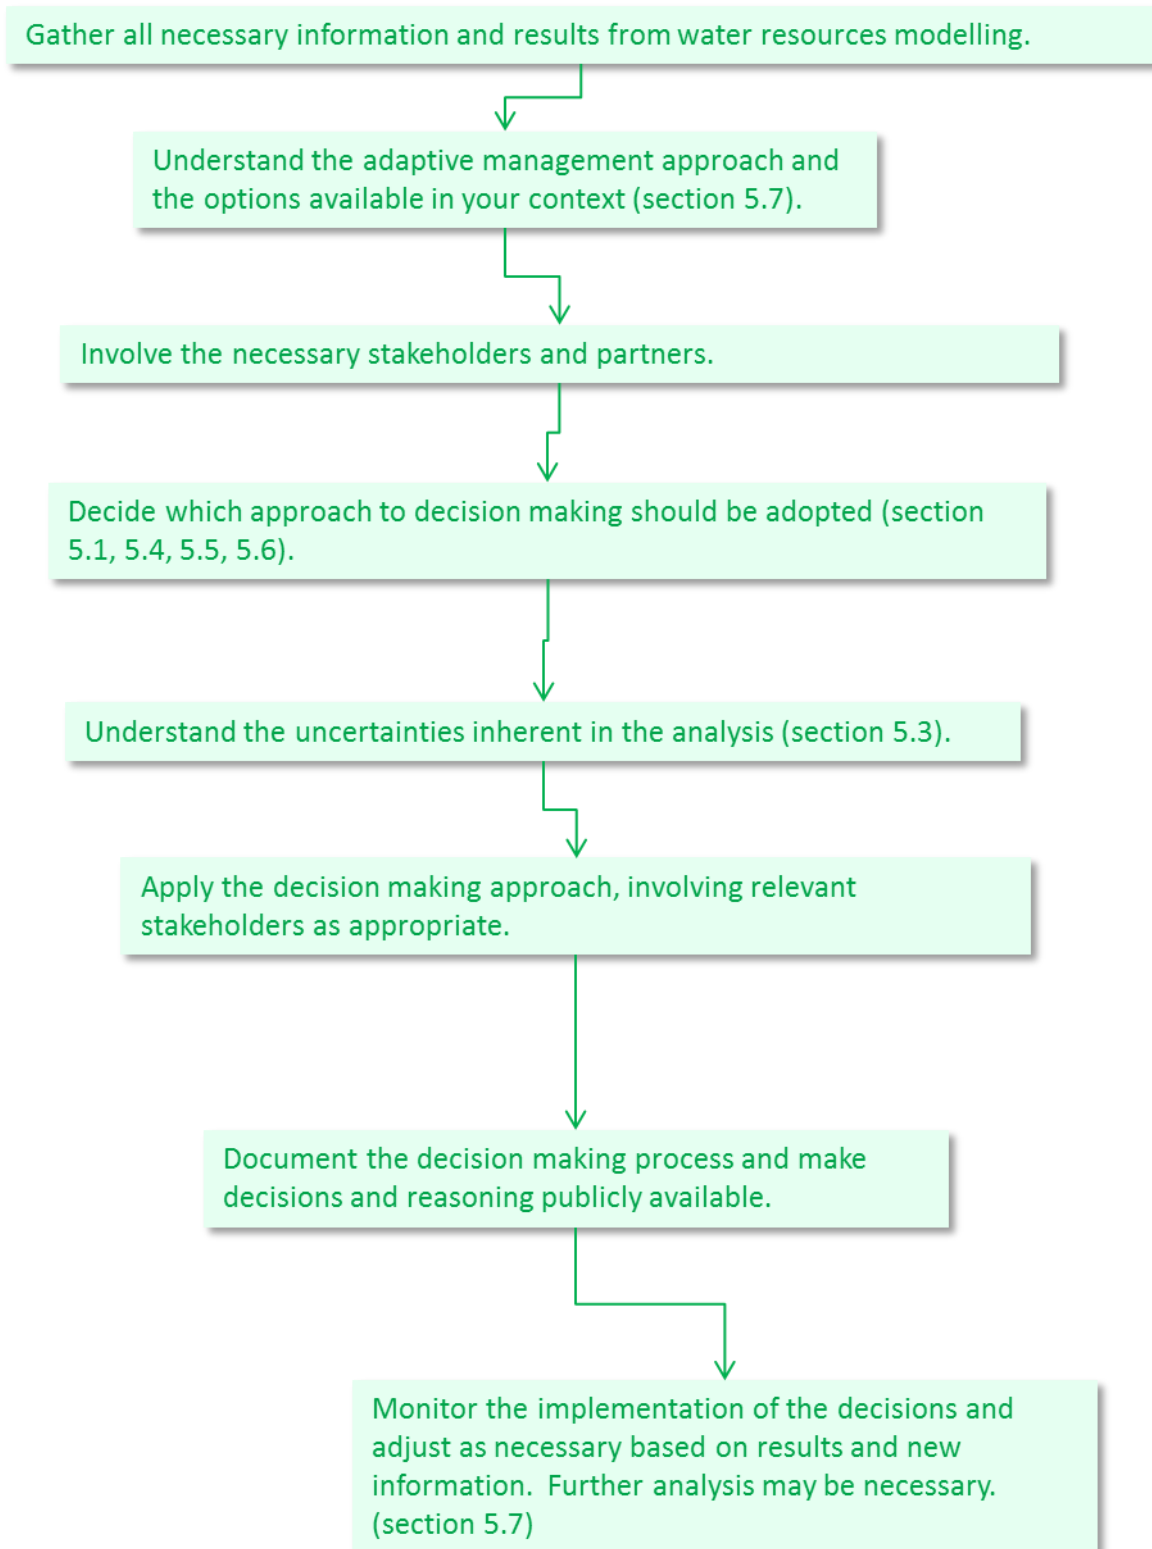 Gather all necessary information and results from water resources modelling.
Understand the adaptive management approach and
the options available in your context (section 5.7).
Involve the necessary stakeholders and partners.
Decide which approach to decision making should be adopted (section
5.1, 5.4, 5.5, 5.6).
Understand the uncertainties inherent in the analysis (section 5.3).
Apply the decision making approach, involving relevant
stakeholders as appropriate.
Document the decision making process and make
decisions and reasoning publicly available.
Monitor the implementation of the decisions and
adjust as necessary based on results and new
information.  Further analysis may be necessary.
(section 5.7)